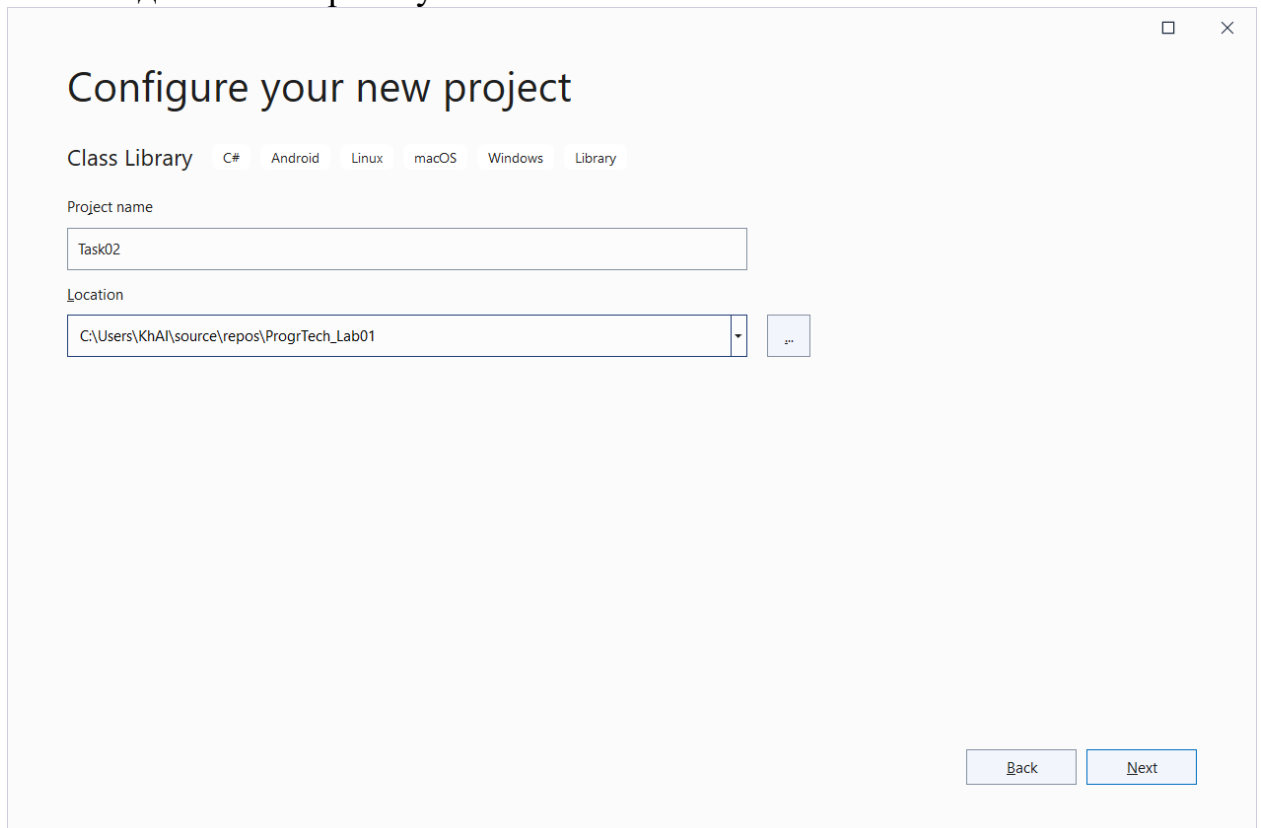 Configure your new project
Class Library C# Android Linux macOS Windows Library
Project name
Task02
Location
C:\Users\KhAI\source\repos\ProgrTech_Lab01
...
Back Next